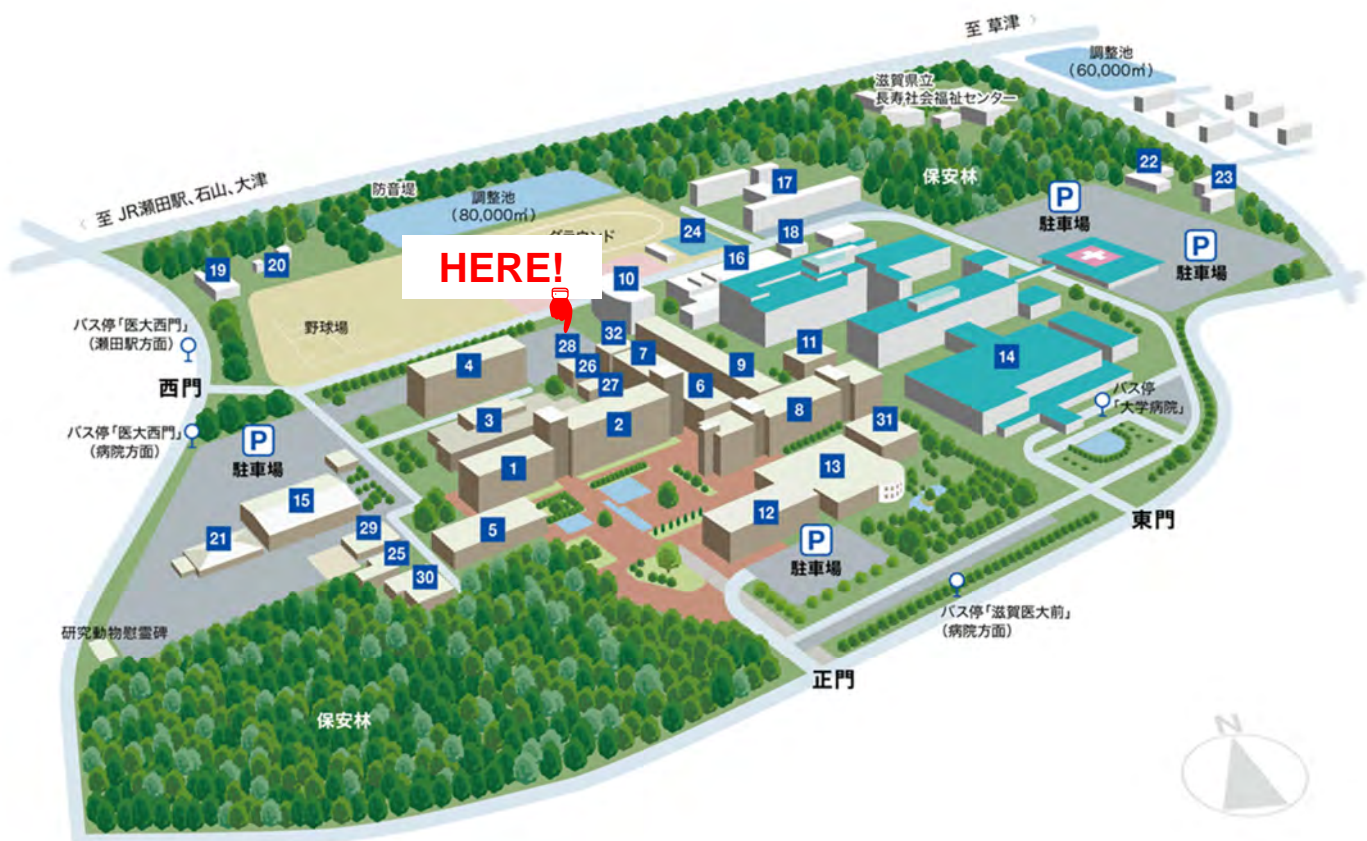 至 草津 〉
調整池
(60,000㎡)
滋賀県立
長寿社会福祉センター
〈 至 JR瀬田駅、石山、大津
防音堤
調整池
(80,000㎡)
保安林
22
23
17
P
駐車場
P
駐車場
グラウンド
24
18
16
HERE!
10
19
20
野球場
バス停「医大西門」
(瀬田駅方面)
西門
28
32
26
7
27
9
11
14
4
6
3
2
8
31
バス停
「大学病院」
バス停「医大西門」
(病院方面)
P
駐車場
1
13
15
12
5
21
29
25
30
P
駐車場
東門
バス停「滋賀医大前」
(病院方面)
研究動物慰霊碑
正門
保安林
N